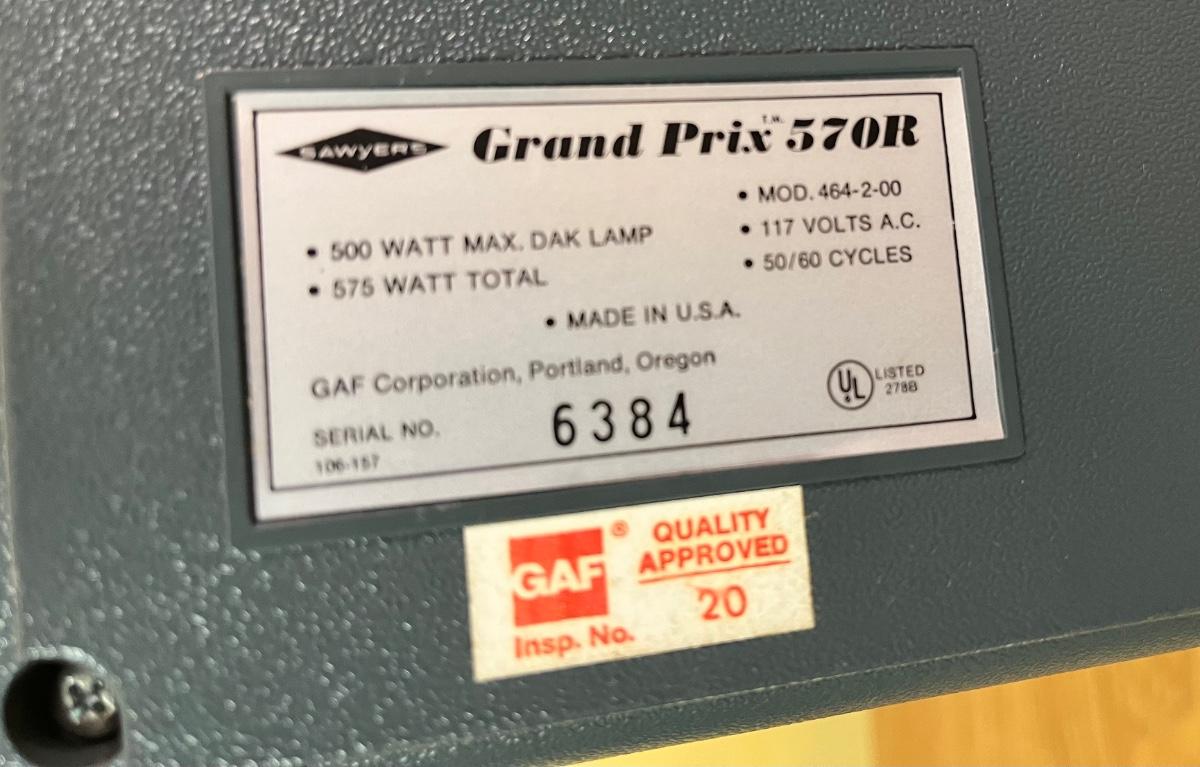 SAWYERS Grand Prix T.M. 570R
• MOD. 464-2-00
• 500 WATT MAX. DAK LAMP
• 117 VOLTS A.C.
• 575 WATT TOTAL
• 50/60 CYCLES
• MADE IN U.S.A.
GAF Corporation, Portland, Oregon
UL LISTED
278B
SERIAL NO. 6384
106-157
GAF ® QUALITY
APPROVED
20
Insp. No.